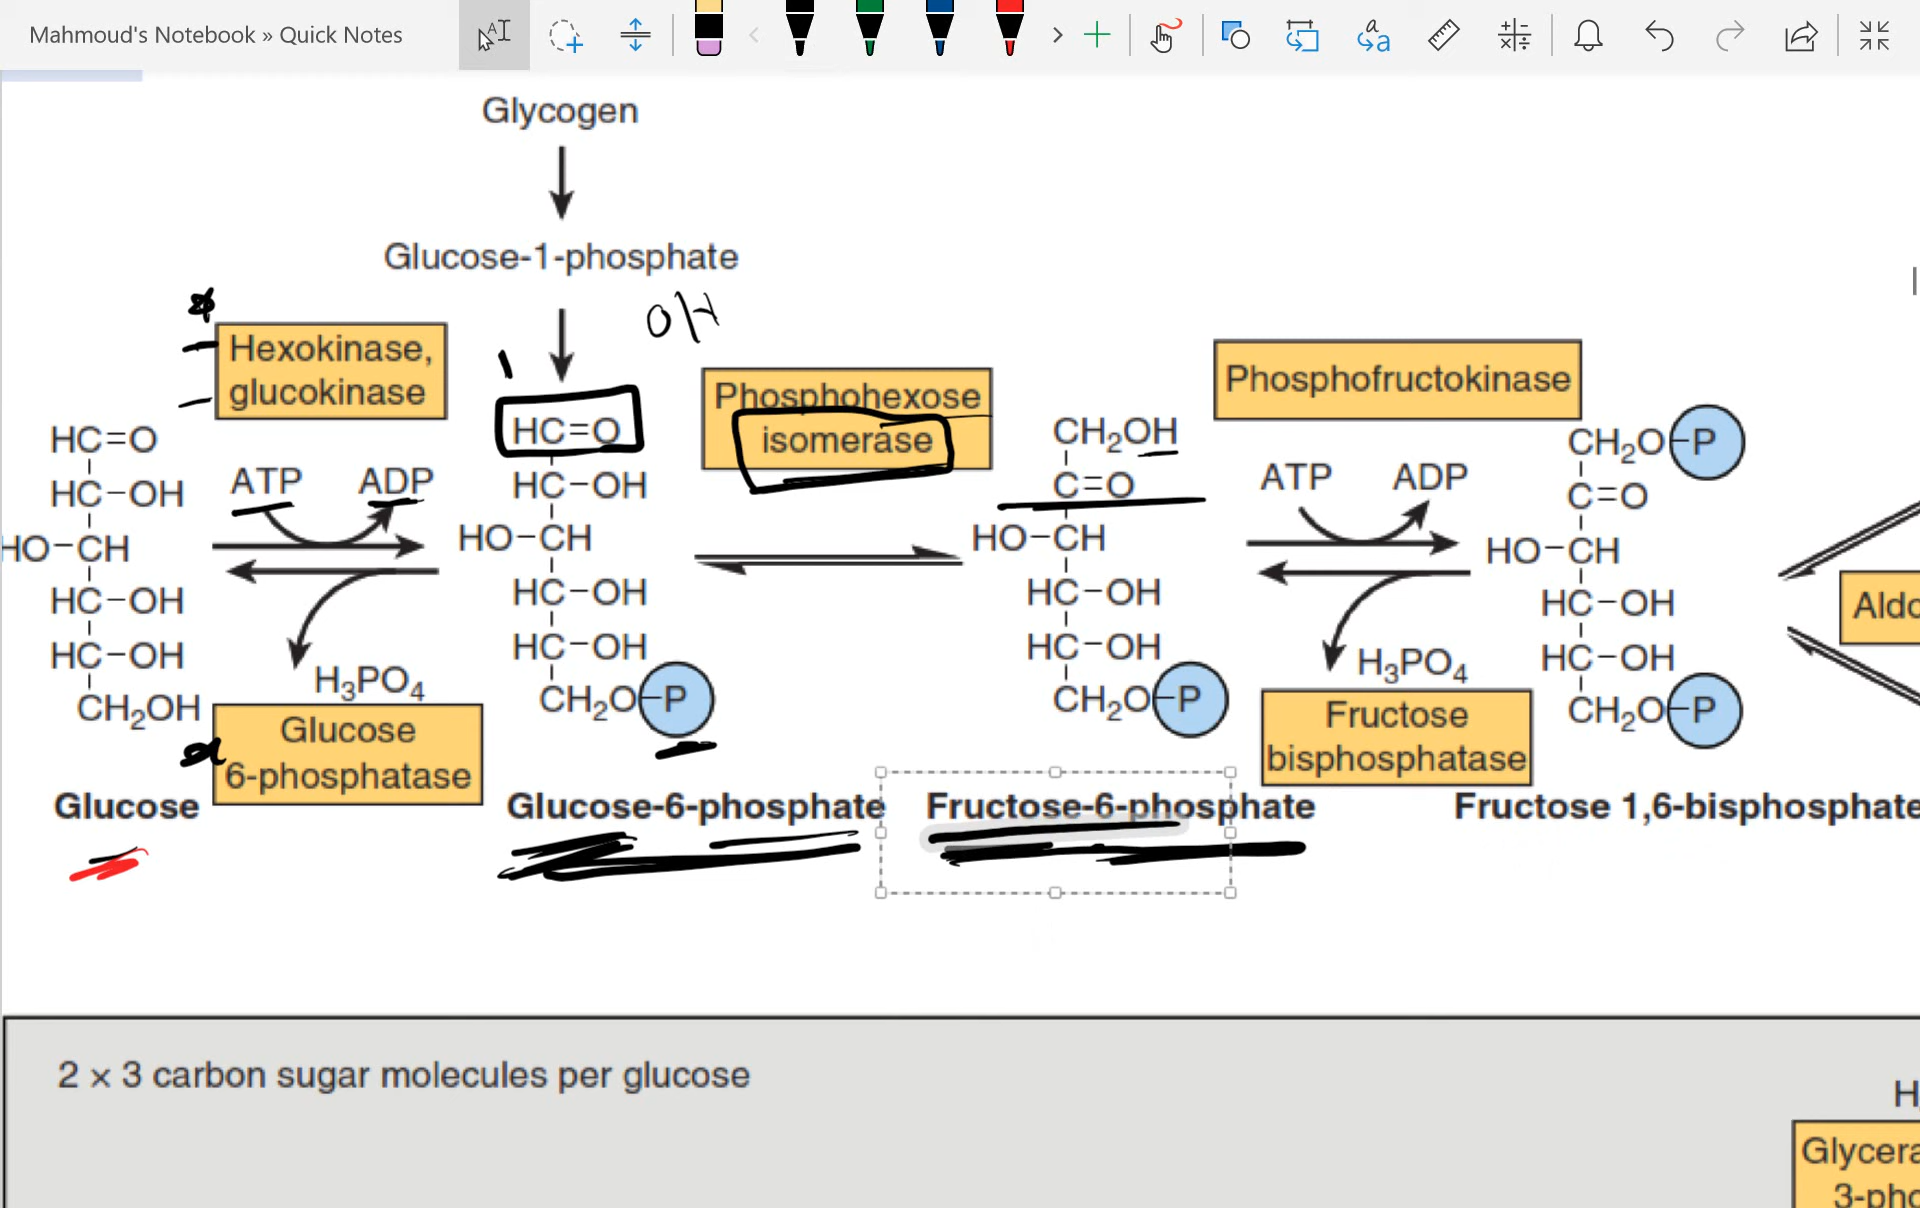 Mahmoud's Notebook » Quick Notes
Glycogen
Glucose-1-phosphate
OH
Hexokinase,
glucokinase
Phosphohexose
isomerase
Phosphofructokinase
HC=O
HC-OH
HO-CH
HC-OH
HC-OH
CH₂OH
Glucose
ATP ADP
H₃PO₄
Glucose
6-phosphatase
HC=O
HC-OH
HO-CH
HC-OH
HC-OH
CH₂O-P
Glucose-6-phosphate
CH₂OH
C=O
HO-CH
HC-OH
HC-OH
CH₂O-P
Fructose-6-phosphate
ATP ADP
H₃PO₄
Fructose
bisphosphatase
CH₂O-P
C=O
HO-CH
HC-OH
HC-OH
CH₂O-P
Fructose 1,6-bisphosphate
Aldo
2 × 3 carbon sugar molecules per glucose
H
Glycera
3-pho